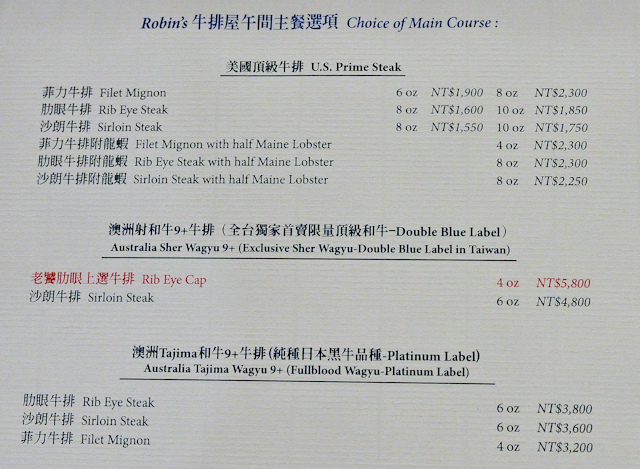 Robin's 牛排屋午間主餐選項 Choice of Main Course :
美國頂級牛排 U.S. Prime Steak
菲力牛排 Filet Mignon 6 oz NT$1,900 8 oz NT$2,300
肋眼牛排 Rib Eye Steak 8 oz NT$1,600 10 oz NT$1,850
沙朗牛排 Sirloin Steak 8 oz NT$1,550 10 oz NT$1,750
菲力牛排附龍蝦 Filet Mignon with half Maine Lobster 4 oz NT$2,300
肋眼牛排附龍蝦 Rib Eye Steak with half Maine Lobster 8 oz NT$2,300
沙朗牛排附龍蝦 Sirloin Steak with half Maine Lobster 8 oz NT$2,250
澳洲射和牛9+牛排（全台獨家首賣限量頂級和牛–Double Blue Label）
Australia Sher Wagyu 9+ (Exclusive Sher Wagyu-Double Blue Label in Taiwan)
老饕肋眼上選牛排 Rib Eye Cap 4 oz NT$5,800
沙朗牛排 Sirloin Steak 6 oz NT$4,800
澳洲Tajima和牛9+牛排(純種日本黑牛品種-Platinum Label)
Australia Tajima Wagyu 9+ (Fullblood Wagyu-Platinum Label)
肋眼牛排 Rib Eye Steak 6 oz NT$3,800
沙朗牛排 Sirloin Steak 6 oz NT$3,600
菲力牛排 Filet Mignon 4 oz NT$3,200